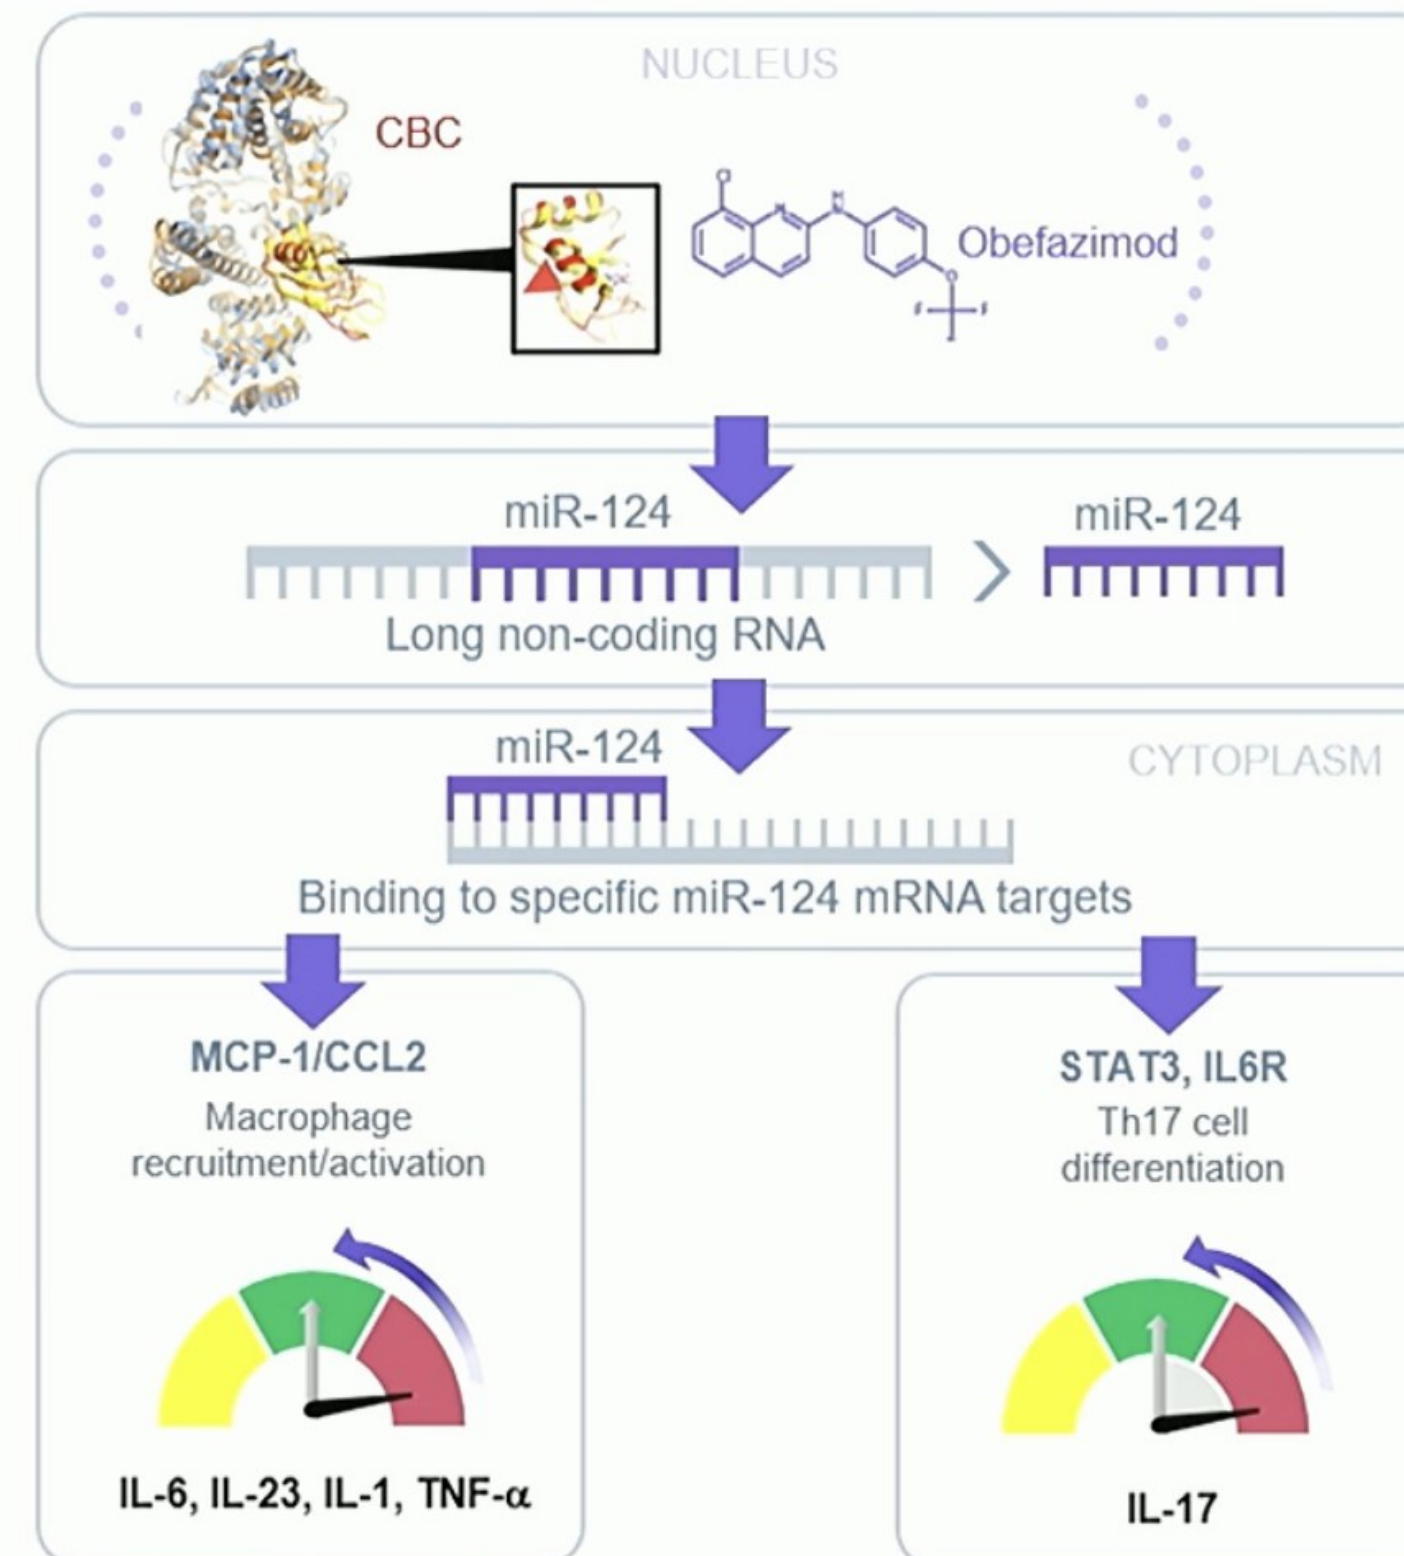 NUCLEUS
CBC
Cl
N
H
N
Obefazimod
O
F
F
F
miR-124
miR-124
Long non-coding RNA
miR-124
CYTOPLASM
Binding to specific miR-124 mRNA targets
MCP-1/CCL2
Macrophage
recruitment/activation
IL-6, IL-23, IL-1, TNF-α
STAT3, IL6R
Th17 cell
differentiation
IL-17